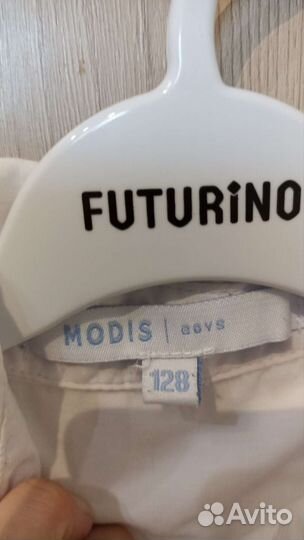 FUTURINO
MODIS | BOYS
128
Avito